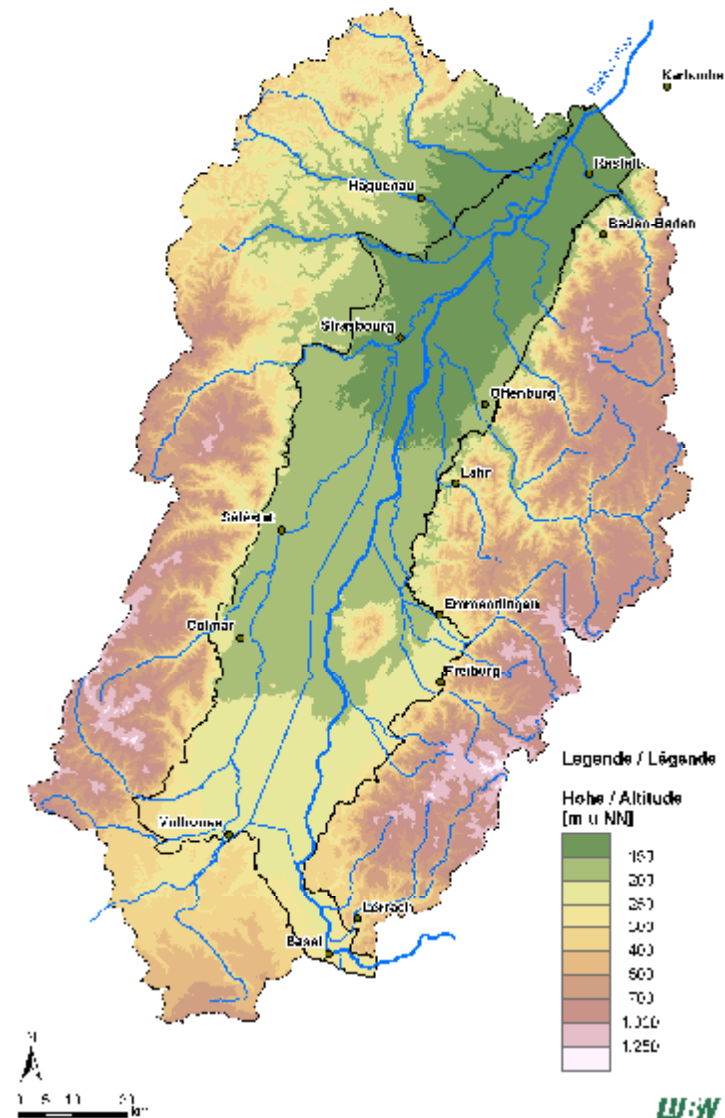 Karlsruhe
Rastatt
Haguenau
Baden-Baden
Strasbourg
Offenburg
Lahr
Sélestat
Emmendingen
Colmar
Freiburg
Legende / Légende
Höhe / Altitude
[m ü NN]
Mulhouse
150
200
250
300
400
500
700
1.000
1.250
Lörrach
Basel
N
0 5 10 20
km